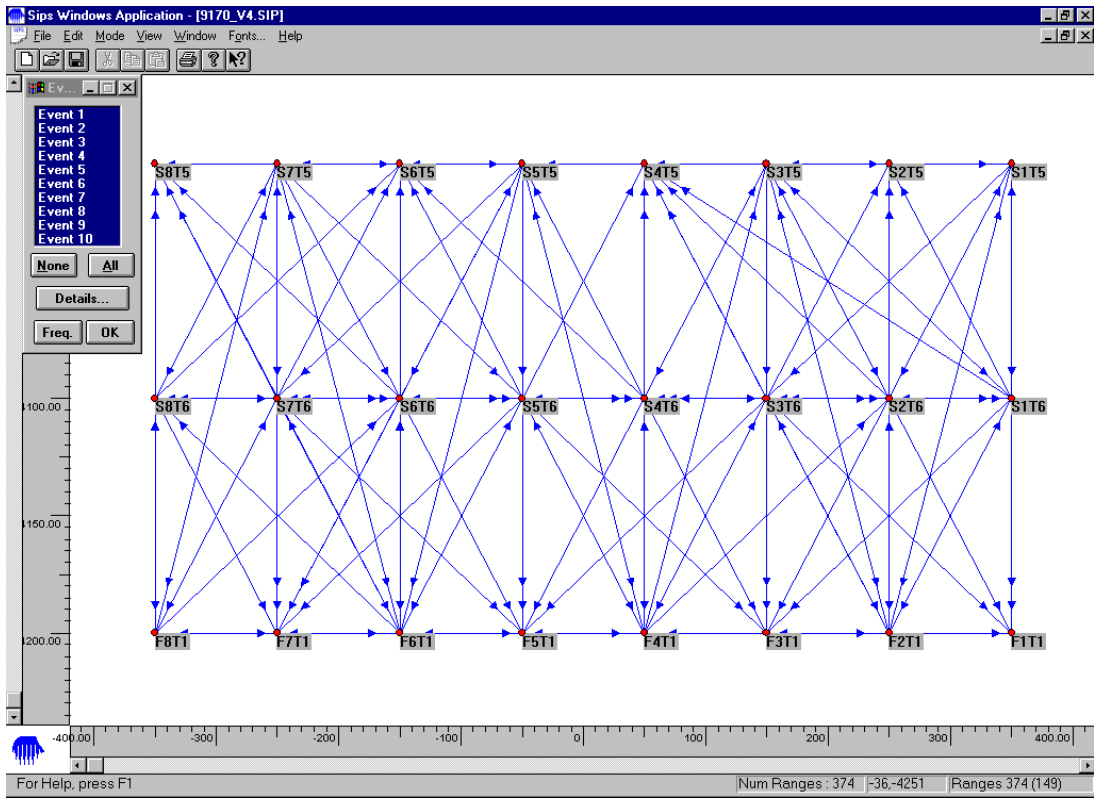 Sips Windows Application - [9170_V4.SIP]
File Edit Mode View Window Fonts... Help
Ev...
Event 1
Event 2
Event 3
Event 4
Event 5
Event 6
Event 7
Event 8
Event 9
Event 10
None All
Details...
Freq. OK
S8T5 S7T5 S6T5 S5T5 S4T5 S3T5 S2T5 S1T5
S8T6 S7T6 S6T6 S5T6 S4T6 S3T6 S2T6 S1T6
F8T1 F7T1 F6T1 F5T1 F4T1 F3T1 F2T1 F1T1
100.00
150.00
200.00
-400.00 -300 -200 -100 0 100 200 300 400.00
For Help, press F1 Num Ranges : 374 -36,-4251 Ranges 374 (149)